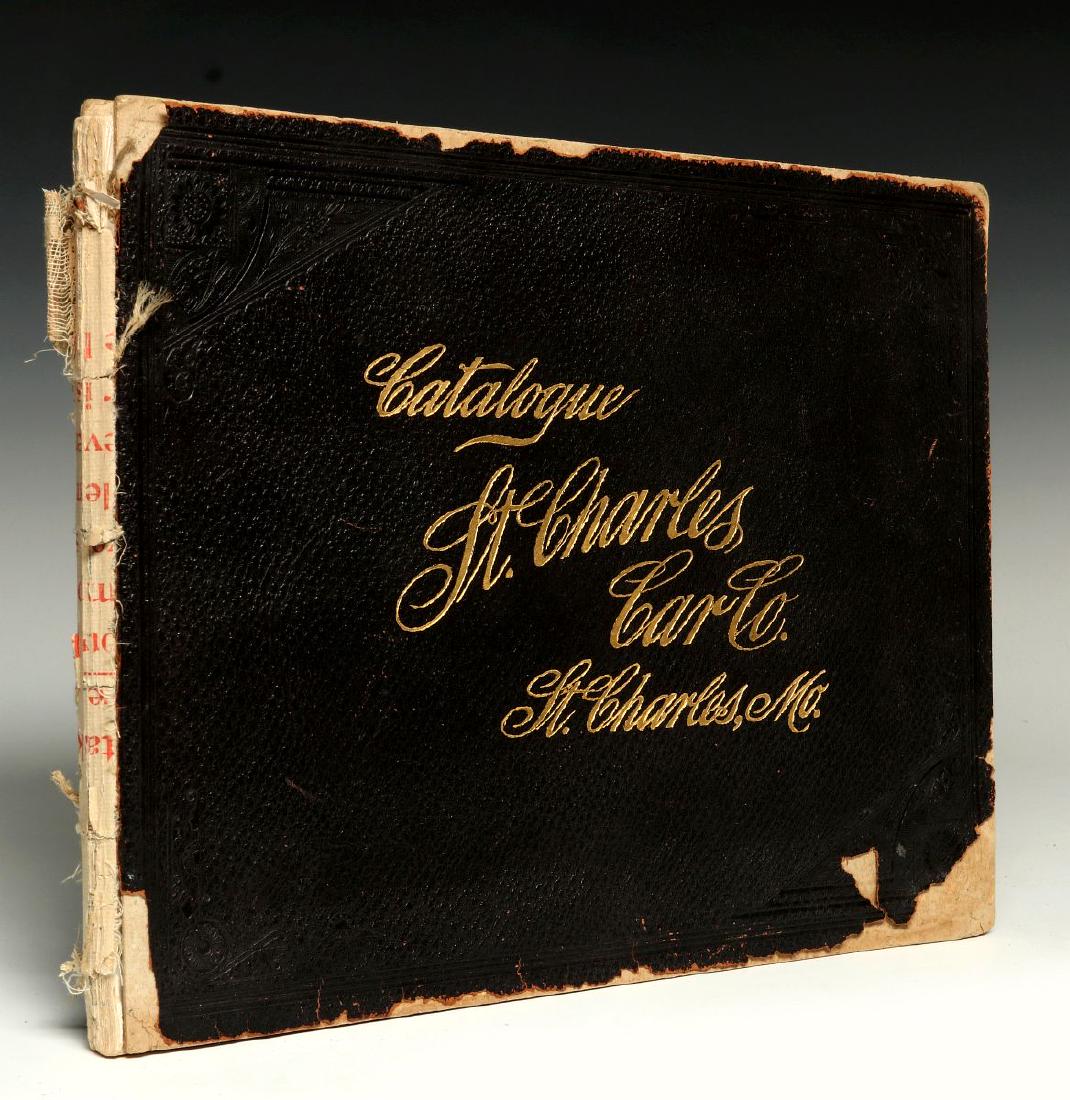 Catalogue
St. Charles
Car Co.
St. Charles, Mo.